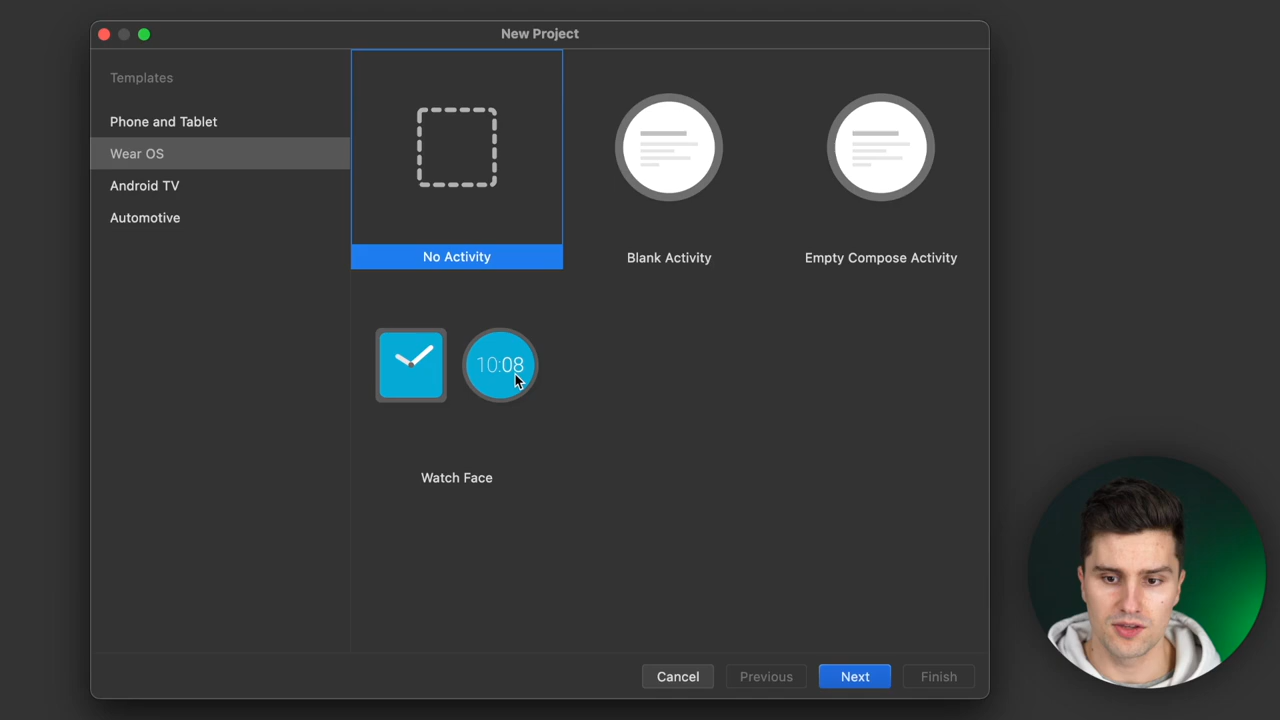 New Project
Templates
Phone and Tablet
Wear OS
Android TV
Automotive
No Activity
Blank Activity
Empty Compose Activity
10:08
Watch Face
Cancel
Previous
Next
Finish